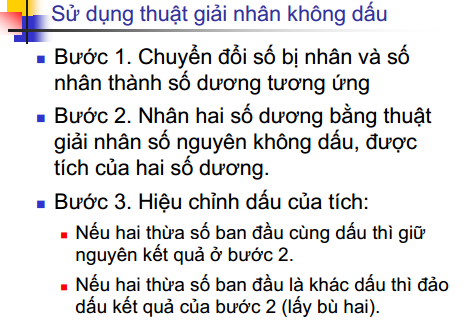 Sử dụng thuật giải nhân không dấu
Bước 1. Chuyển đổi số bị nhân và số
nhân thành số dương tương ứng
Bước 2. Nhân hai số dương bằng thuật
giải nhân số nguyên không dấu, được
tích của hai số dương.
Bước 3. Hiệu chỉnh dấu của tích:
Nếu hai thừa số ban đầu cùng dấu thì giữ
nguyên kết quả ở bước 2.
Nếu hai thừa số ban đầu là khác dấu thì đảo
dấu kết quả của bước 2 (lấy bù hai).